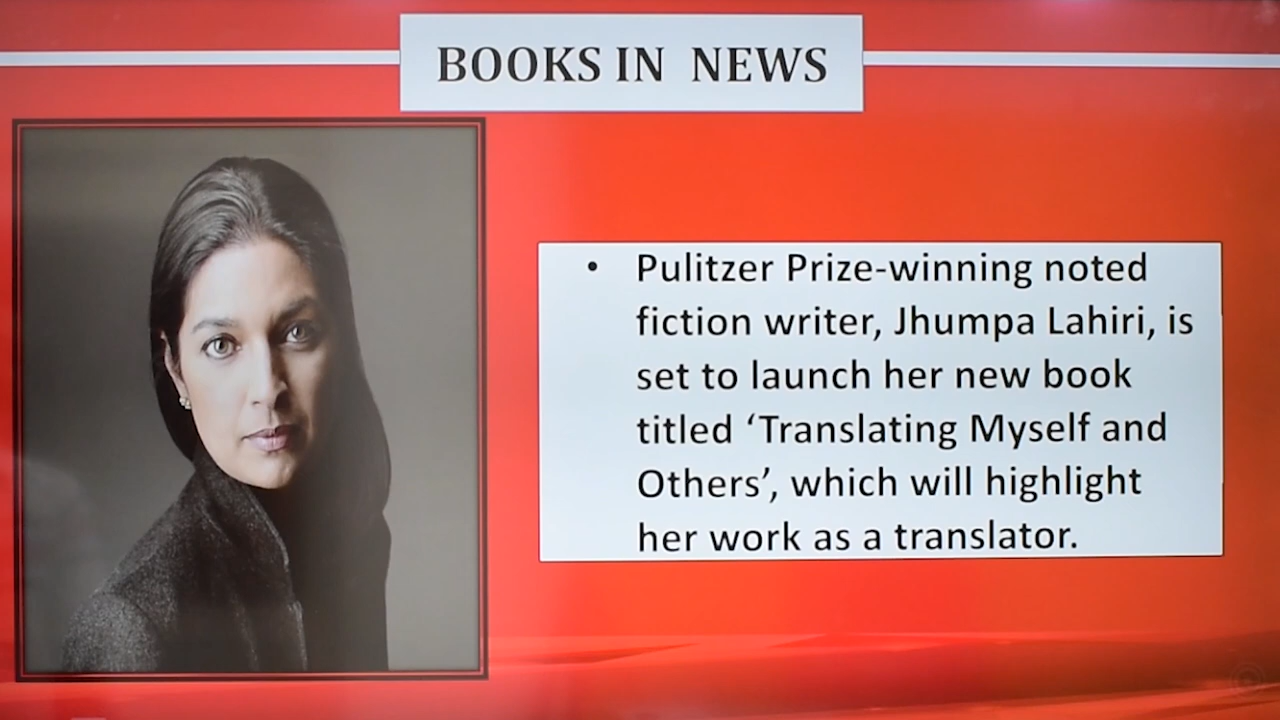 BOOKS IN NEWS
• Pulitzer Prize-winning noted
fiction writer, Jhumpa Lahiri, is
set to launch her new book
titled ‘Translating Myself and
Others’, which will highlight
her work as a translator.